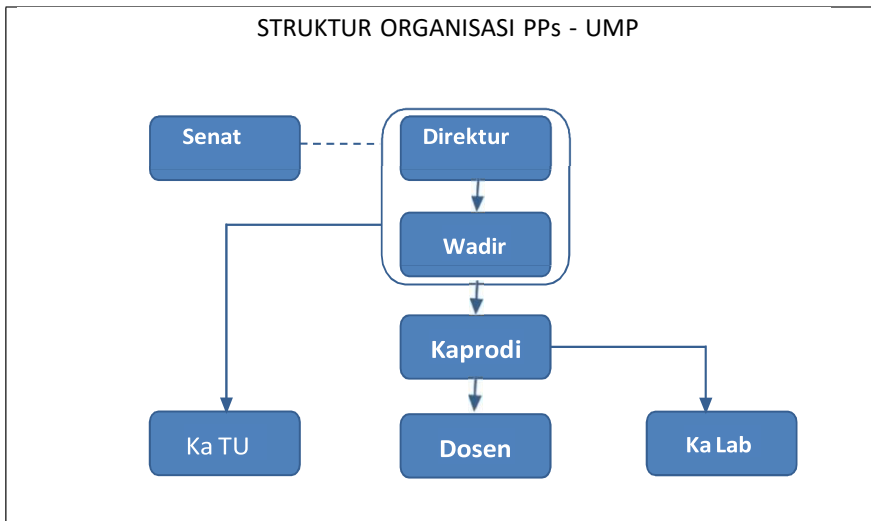 STRUKTUR ORGANISASI PPs - UMP
Senat
Direktur
Wadir
Kaprodi
Ka TU
Dosen
Ka Lab